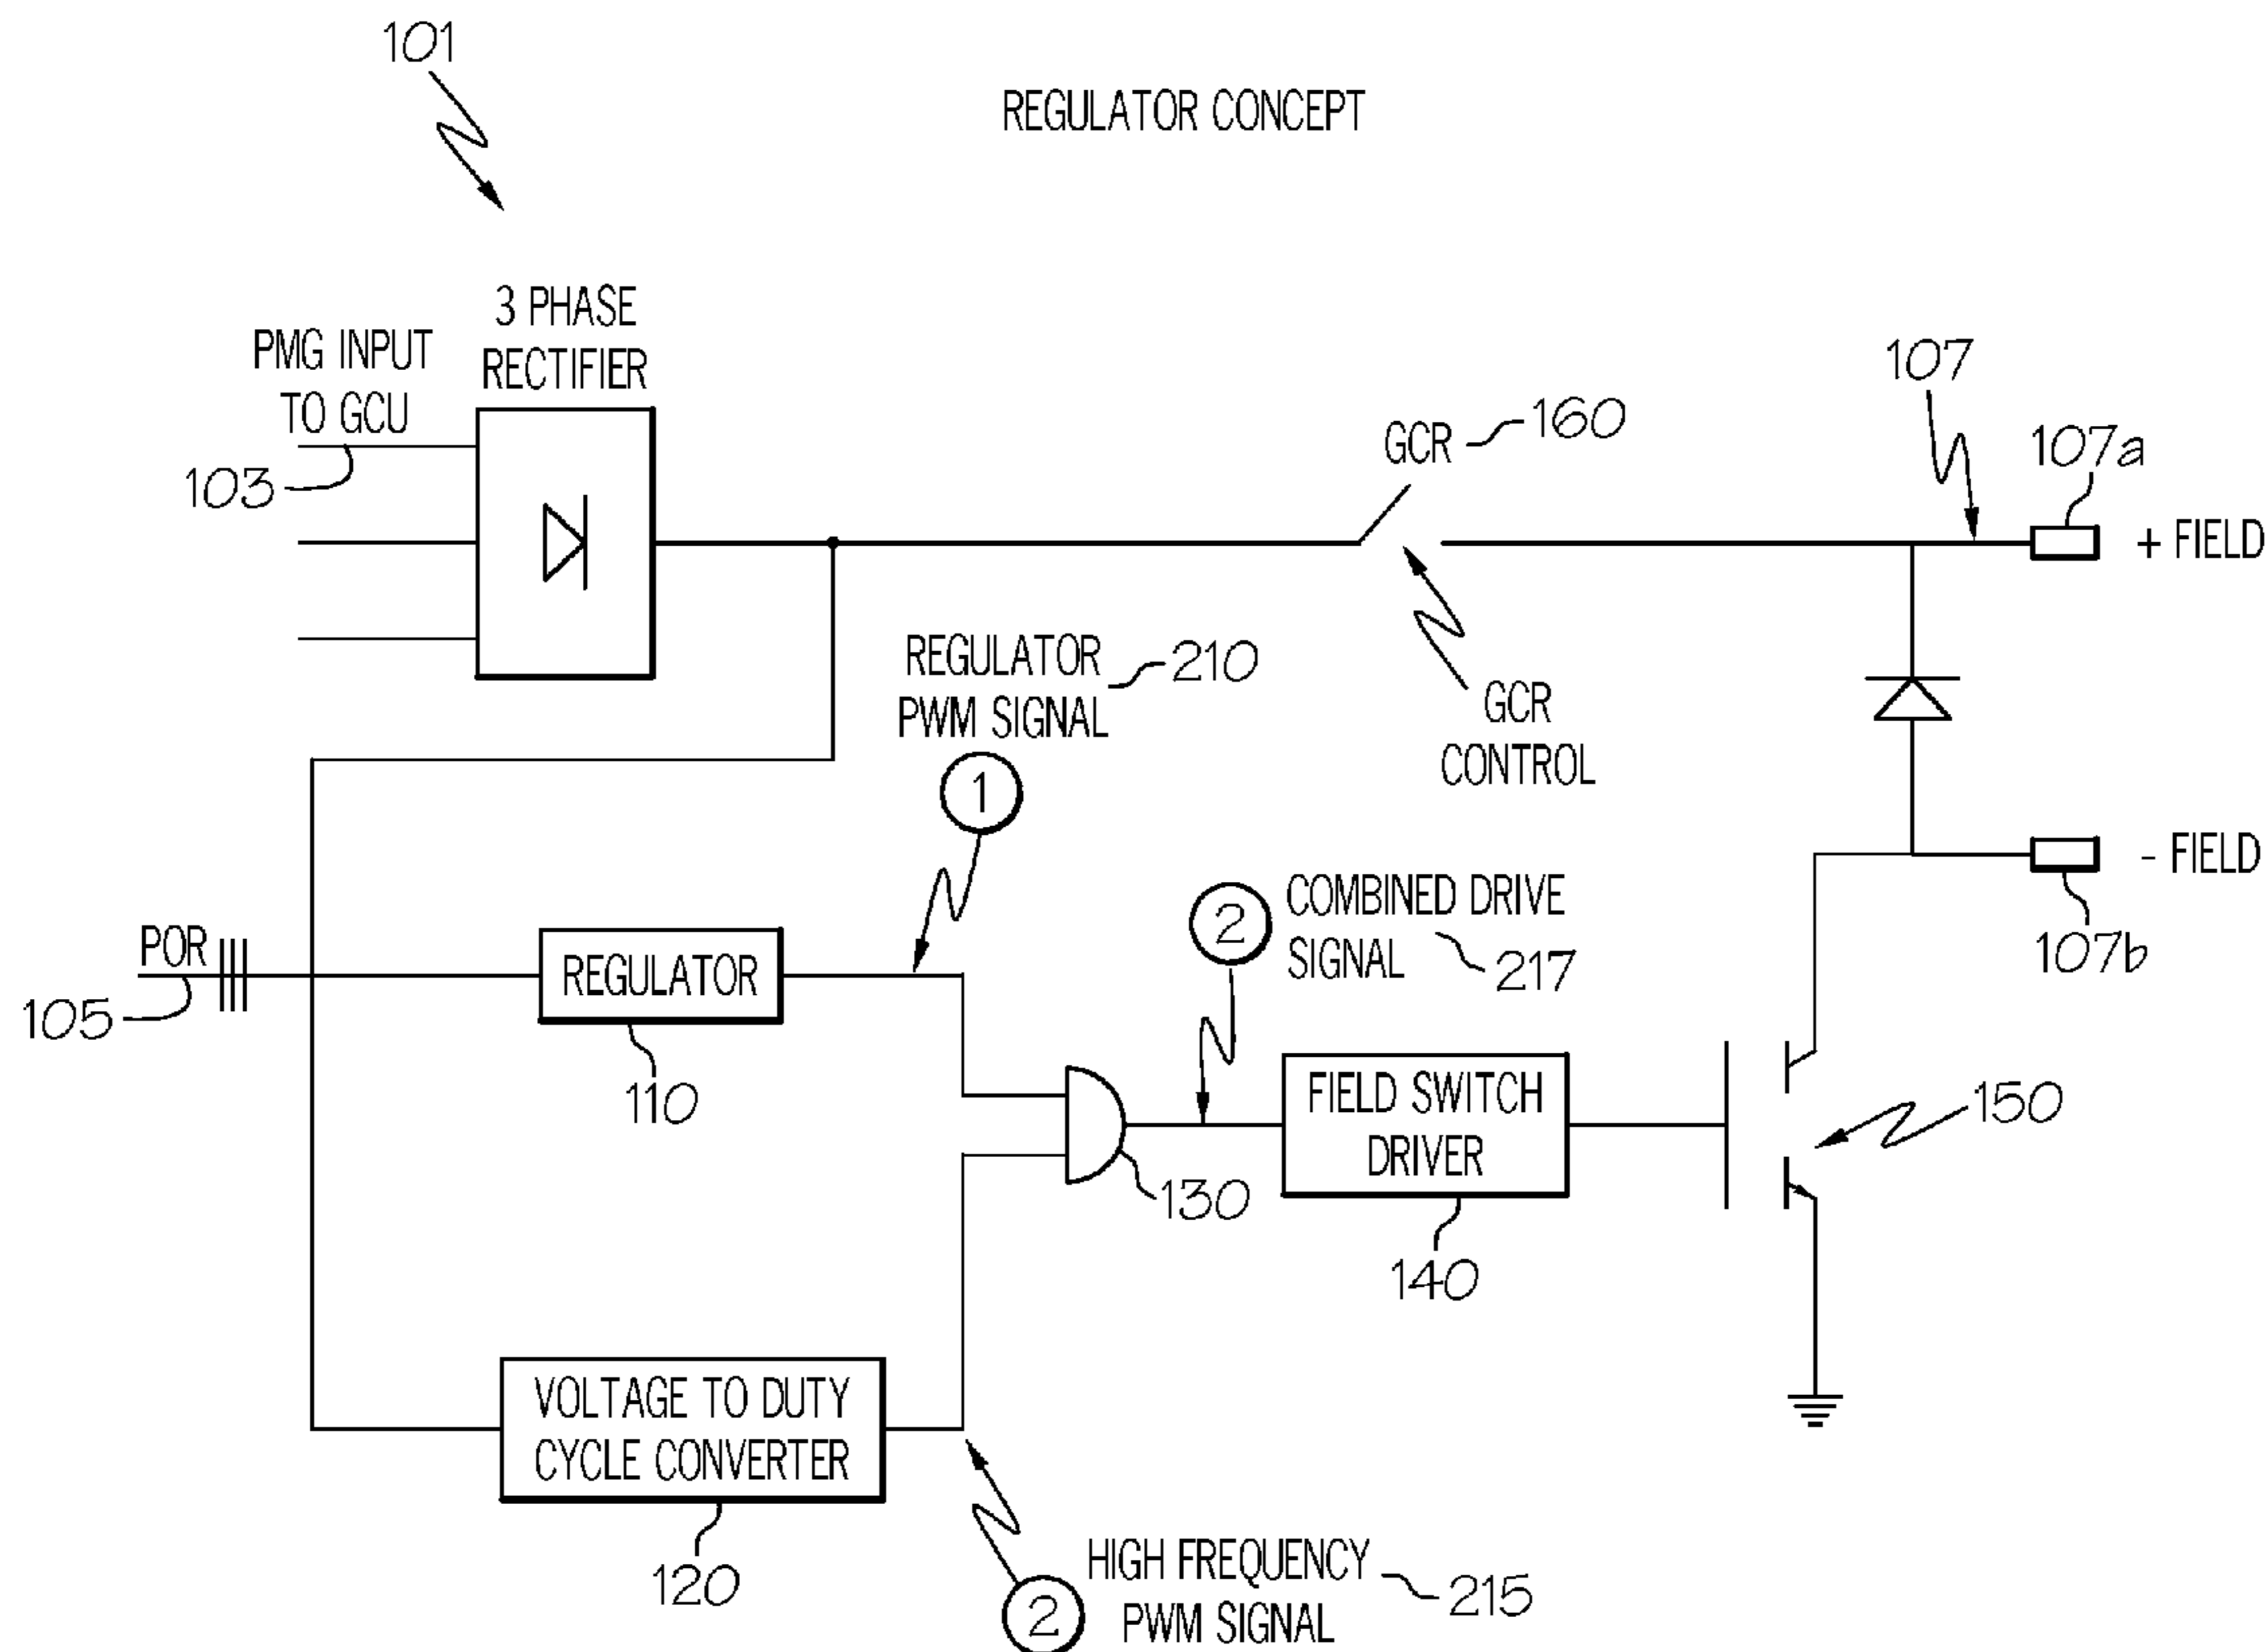 101
REGULATOR CONCEPT
3 PHASE
RECTIFIER
PMG INPUT
TO GCU
103
GCR
160
107
107a
+ FIELD
REGULATOR
PWM SIGNAL
210
GCR
CONTROL
1
- FIELD
107b
2
COMBINED DRIVE
SIGNAL
217
POR
105
REGULATOR
110
FIELD SWITCH
DRIVER
150
130
140
VOLTAGE TO DUTY
CYCLE CONVERTER
120
2
HIGH FREQUENCY
PWM SIGNAL
215